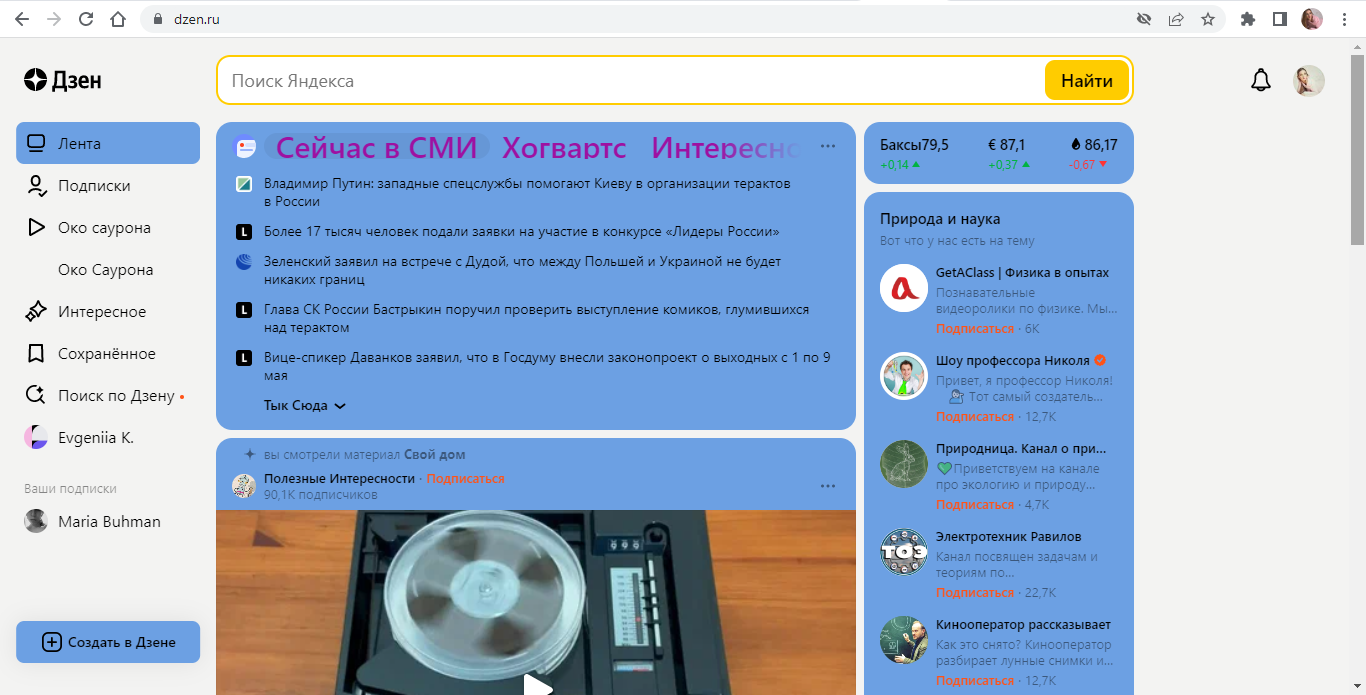 dzen.ru
Дзен
Поиск Яндекса
Найти
Лента
Подписки
Око саурона
Око Саурона
Интересное
Сохранённое
Поиск по Дзену
Evgeniia K.
Ваши подписки
Maria Buhman
Создать в Дзене
Сейчас в СМИ Хогвартс Интересно
Владимир Путин: западные спецслужбы помогают Киеву в организации терактов
в России
L
Более 17 тысяч человек подали заявки на участие в конкурсе «Лидеры России»
Зеленский заявил на встрече с Дудой, что между Польшей и Украиной не будет
никаких границ
L
Глава СК России Бастрыкин поручил проверить выступление комиков, глумившихся
над терактом
L
Вице-спикер Даванков заявил, что в Госдуму внесли законопроект о выходных с 1 по 9
мая
Тык Сюда
вы смотрели материал Свой дом
Полезные Интересности · Подписаться
90,1K подписчиков
Баксы79,5 € 87,1 86,17
+0,14 +0,37 -0,67
Природа и наука
Вот что у нас есть на тему
GetAClass | Физика в опытах
Познавательные
видеоролики по физике. Мы...
Подписаться · 6K
Шоу профессора Николя
Привет, я профессор Николя!
Тот самый создатель...
Подписаться · 12,7K
Природница. Канал о при...
Приветствуем на канале
про экологию и природу...
Подписаться · 4,7K
ТОЭ
Электротехник Равилов
Канал посвящен задачам и
теориям по...
Подписаться · 22,7K
Кинооператор рассказывает
Как это снято? Кинооператор
разбирает лунные снимки и...
Подписаться · 12,7K